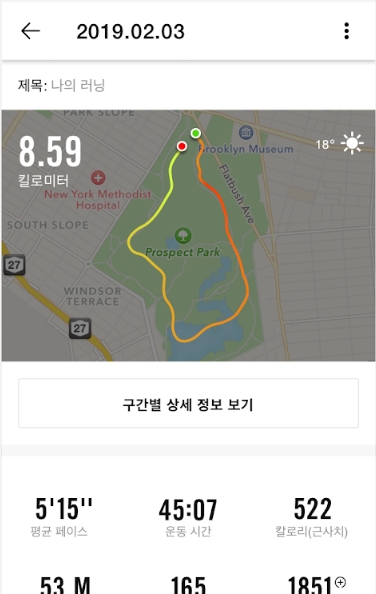 2019.02.03
제목: 나의 러닝
PARK SLOPE
8.59
킬로미터
18°
Brooklyn Museum
New York Methodist
Hospital
Flatbush Ave
SOUTH SLOPE
Prospect Park
27
WINDSOR
TERRACE
27
구간별 상세 정보 보기
5'15'' 45:07 522
평균 페이스 운동 시간 칼로리(근사치)
53 M 165 1851